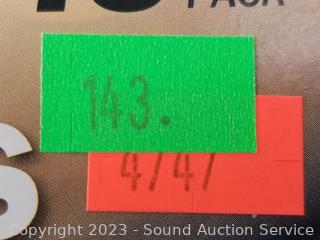 PACK
143.
4747
S
Copyright 2023 - Sound Auction Service